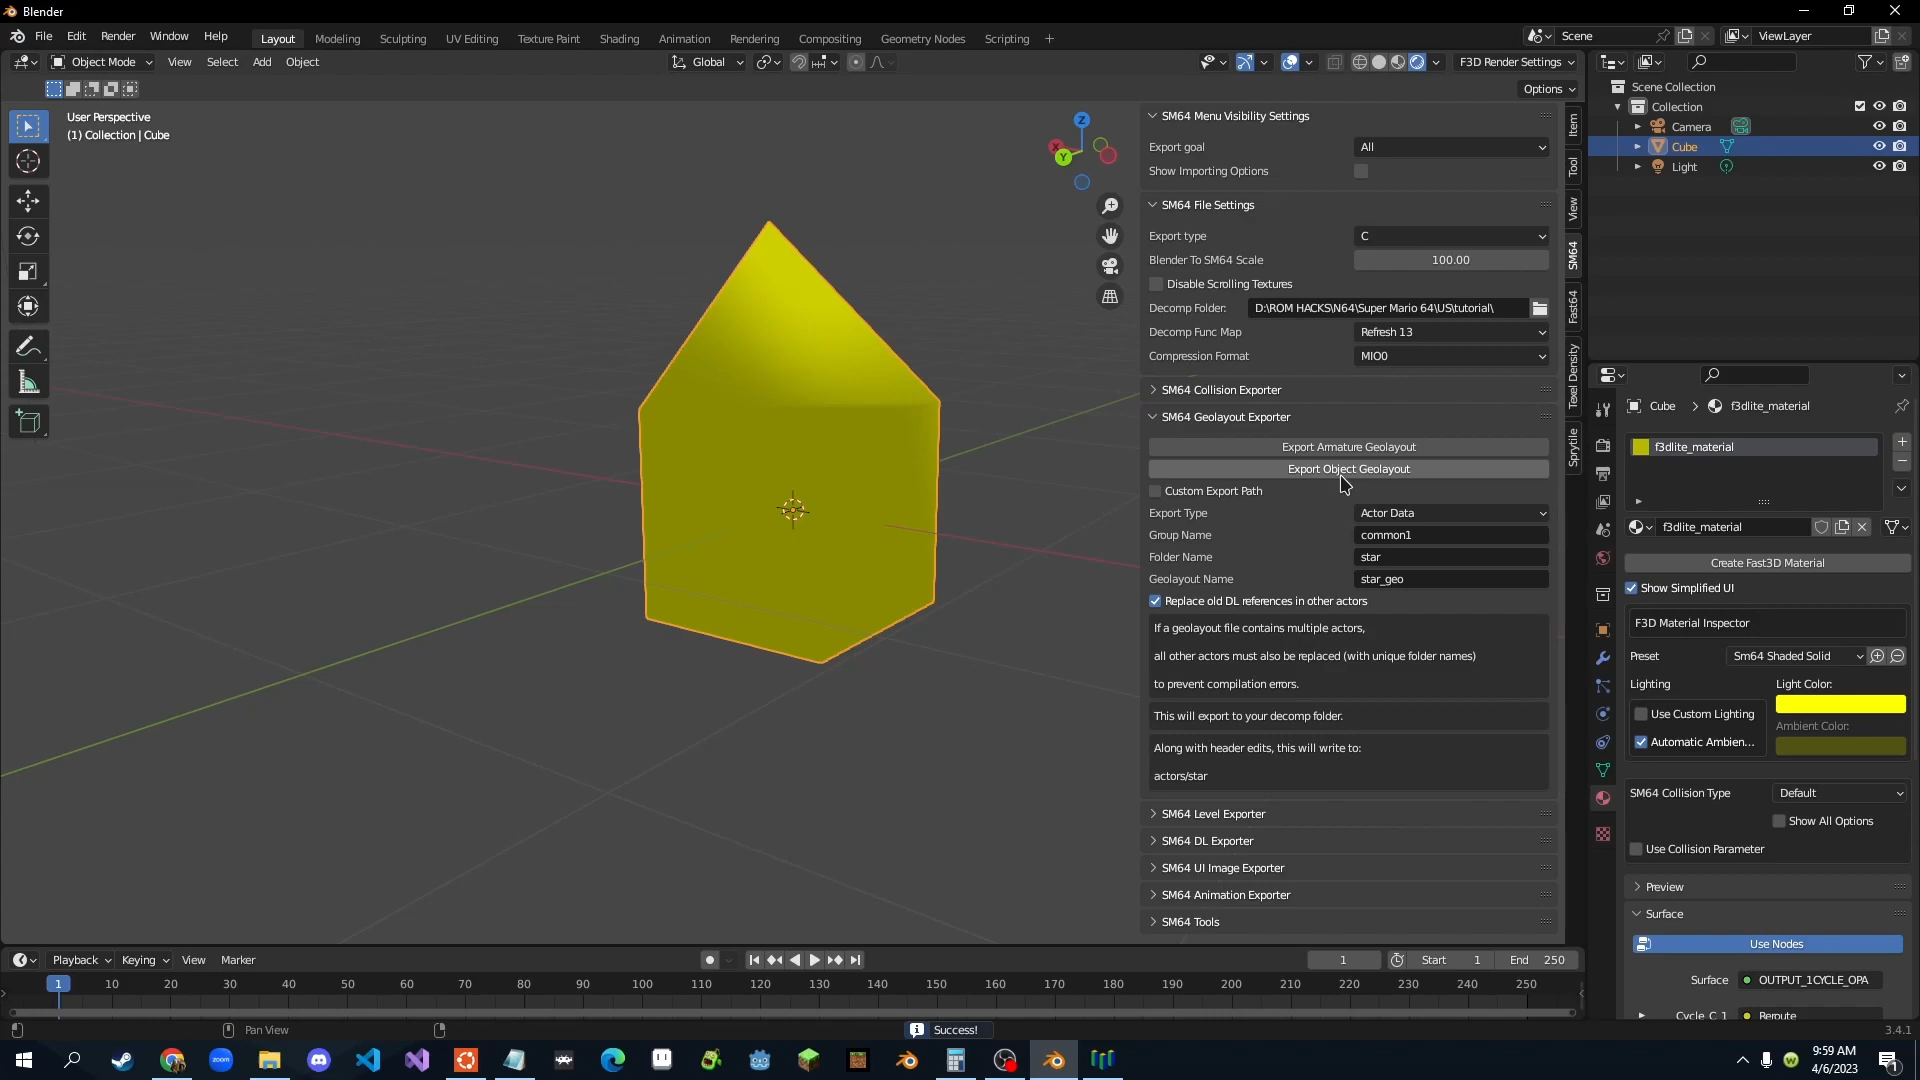 Blender
File Edit Render Window Help Layout Modeling Sculpting UV Editing Texture Paint Shading Animation Rendering Compositing Geometry Nodes Scripting + Scene ViewLayer
Object Mode View Select Add Object Global F3D Render Settings
Options
User Perspective
(1) Collection | Cube
Z
X
Y
SM64 Menu Visibility Settings
Export goal All
Show Importing Options
SM64 File Settings
Export type C
Blender To SM64 Scale 100.00
Disable Scrolling Textures
Decomp Folder: D:\ROM HACKS\N64\Super Mario 64\US\tutorial\
Decomp Func Map Refresh 13
Compression Format MIO0
SM64 Collision Exporter
SM64 Geolayout Exporter
Export Armature Geolayout
Export Object Geolayout
Custom Export Path
Export Type Actor Data
Group Name common1
Folder Name star
Geolayout Name star_geo
Replace old DL references in other actors
If a geolayout file contains multiple actors,
all other actors must also be replaced (with unique folder names)
to prevent compilation errors.
This will export to your decomp folder.
Along with header edits, this will write to:
actors/star
SM64 Level Exporter
SM64 DL Exporter
SM64 UI Image Exporter
SM64 Animation Exporter
SM64 Tools
Item
Tool
View
SM64
Fast64
Texel Density
Sprytile
Scene Collection
Collection
Camera
Cube
Light
Cube f3dlite_material
f3dlite_material
f3dlite_material
Create Fast3D Material
Show Simplified UI
F3D Material Inspector
Preset Sm64 Shaded Solid
Lighting Light Color:
Use Custom Lighting
Ambient Color:
Automatic Ambien...
SM64 Collision Type Default
Show All Options
Use Collision Parameter
Preview
Surface
Use Nodes
Surface OUTPUT_1CYCLE_OPA
Cycle_C_1 Reroute
Playback Keying View Marker 1 Start 1 End 250
1 10 20 30 40 50 60 70 80 90 100 110 120 130 140 150 160 170 180 190 200 210 220 230 240 250
Pan View Success! 3.4.1
zoom
9:59 AM
4/6/2023
1